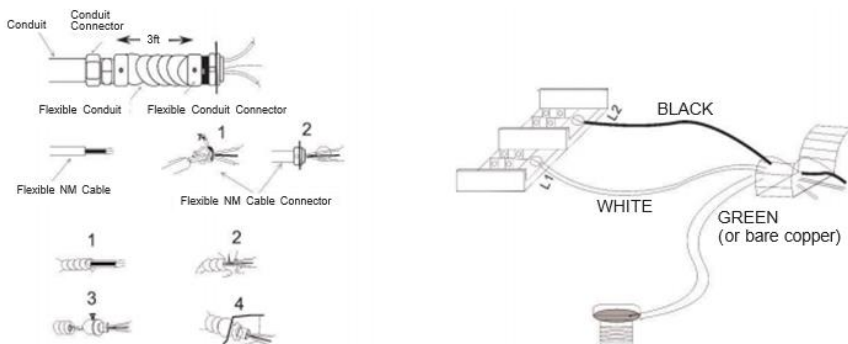 Conduit
Conduit
Connector
3ft
Flexible Conduit
Flexible Conduit Connector
1
2
Flexible NM Cable
Flexible NM Cable Connector
1
2
3
4
L2
BLACK
L1
WHITE
GREEN
(or bare copper)